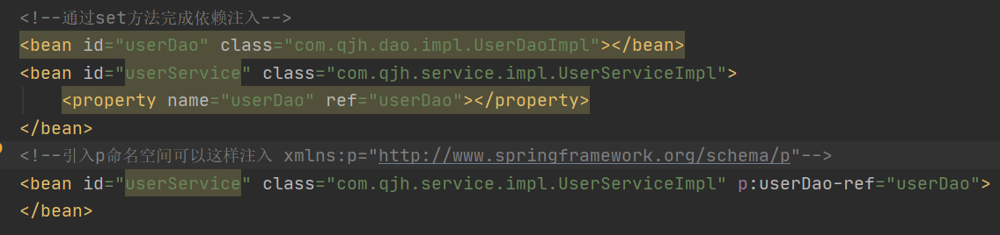 <!--通过set方法完成依赖注入-->
<bean id="userDao" class="com.qjh.dao.impl.UserDaoImpl"></bean>
<bean id="userService" class="com.qjh.service.impl.UserServiceImpl">
    <property name="userDao" ref="userDao"></property>
</bean>
<!--引入p命名空间可以这样注入 xmlns:p="http://www.springframework.org/schema/p"-->
<bean id="userService" class="com.qjh.service.impl.UserServiceImpl" p:userDao-ref="userDao">
</bean>